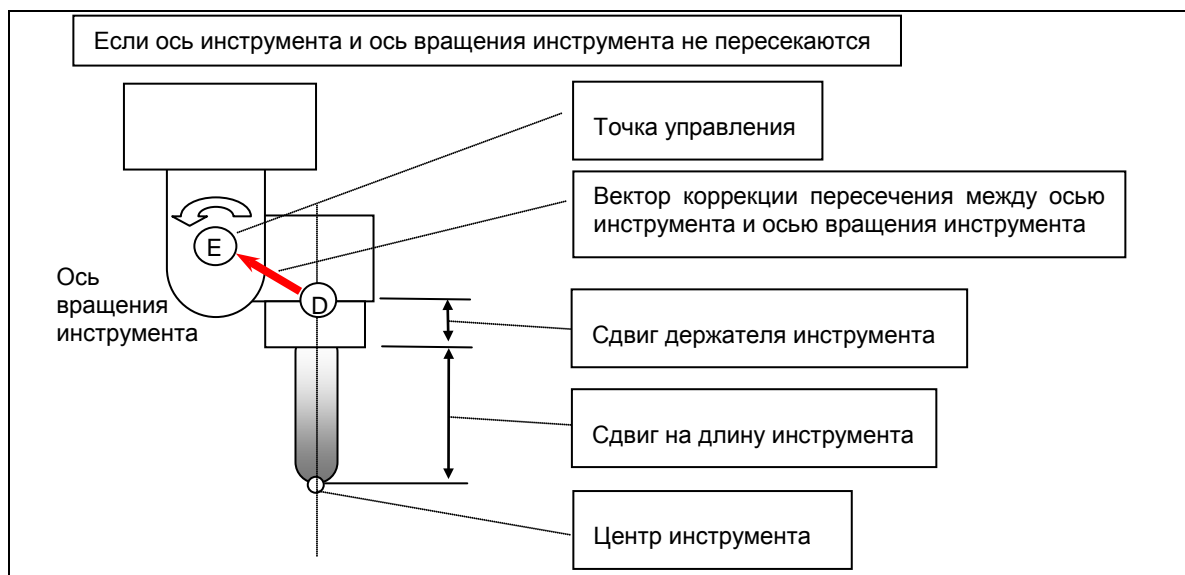 Если ось инструмента и ось вращения инструмента не пересекаются
Точка управления
Вектор коррекции пересечения между осью
инструмента и осью вращения инструмента
E
D
Ось
вращения
инструмента
Сдвиг держателя инструмента
Сдвиг на длину инструмента
Центр инструмента